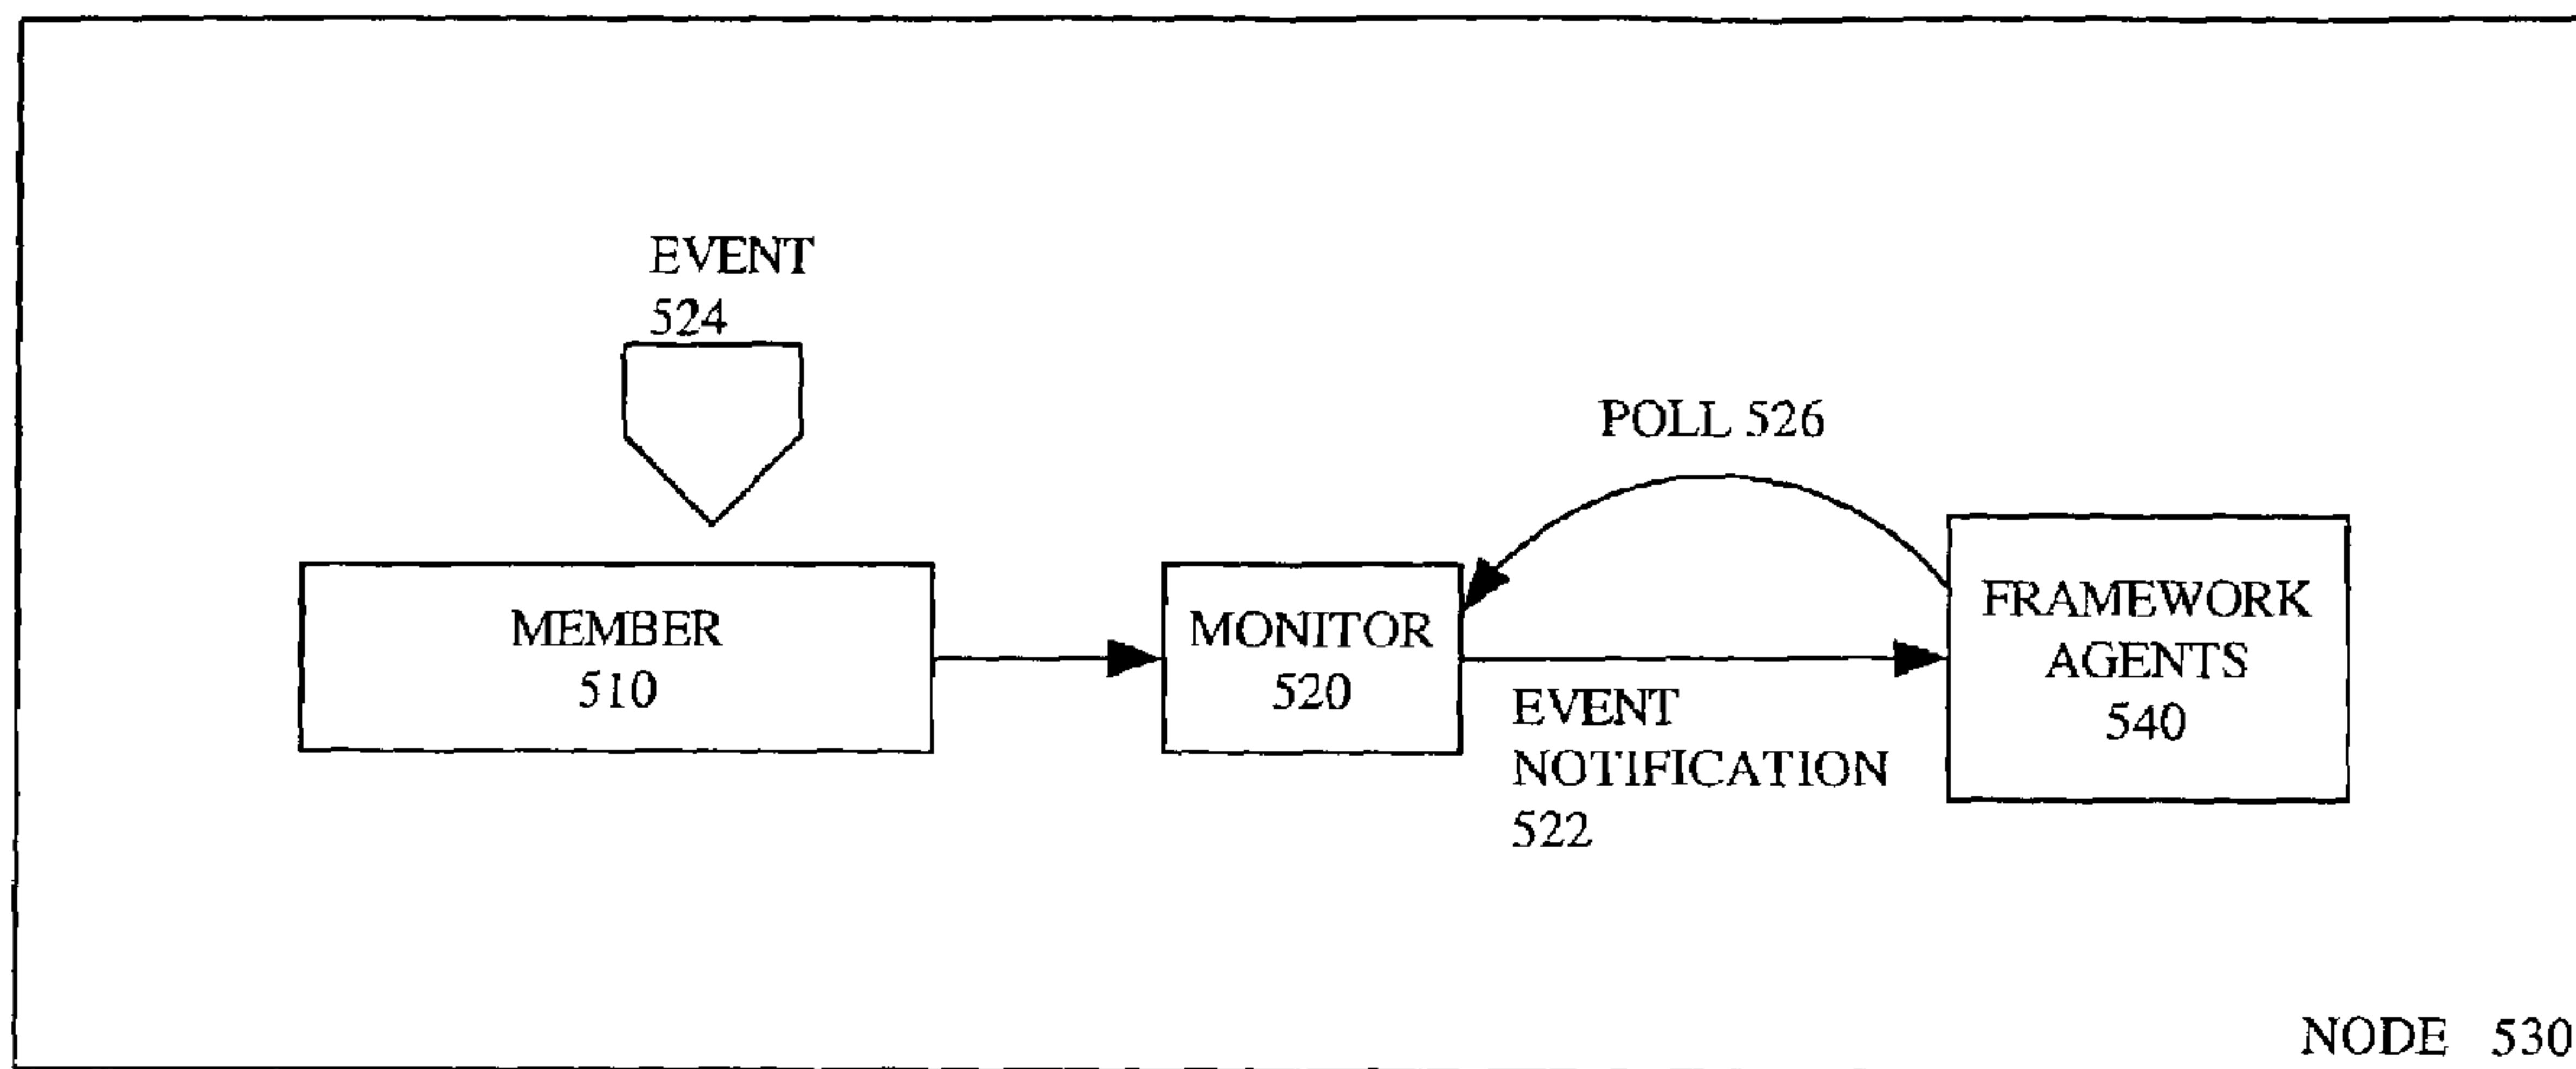 EVENT
524
POLL 526
MEMBER
510
MONITOR
520
EVENT
NOTIFICATION
522
FRAMEWORK
AGENTS
540
NODE 530